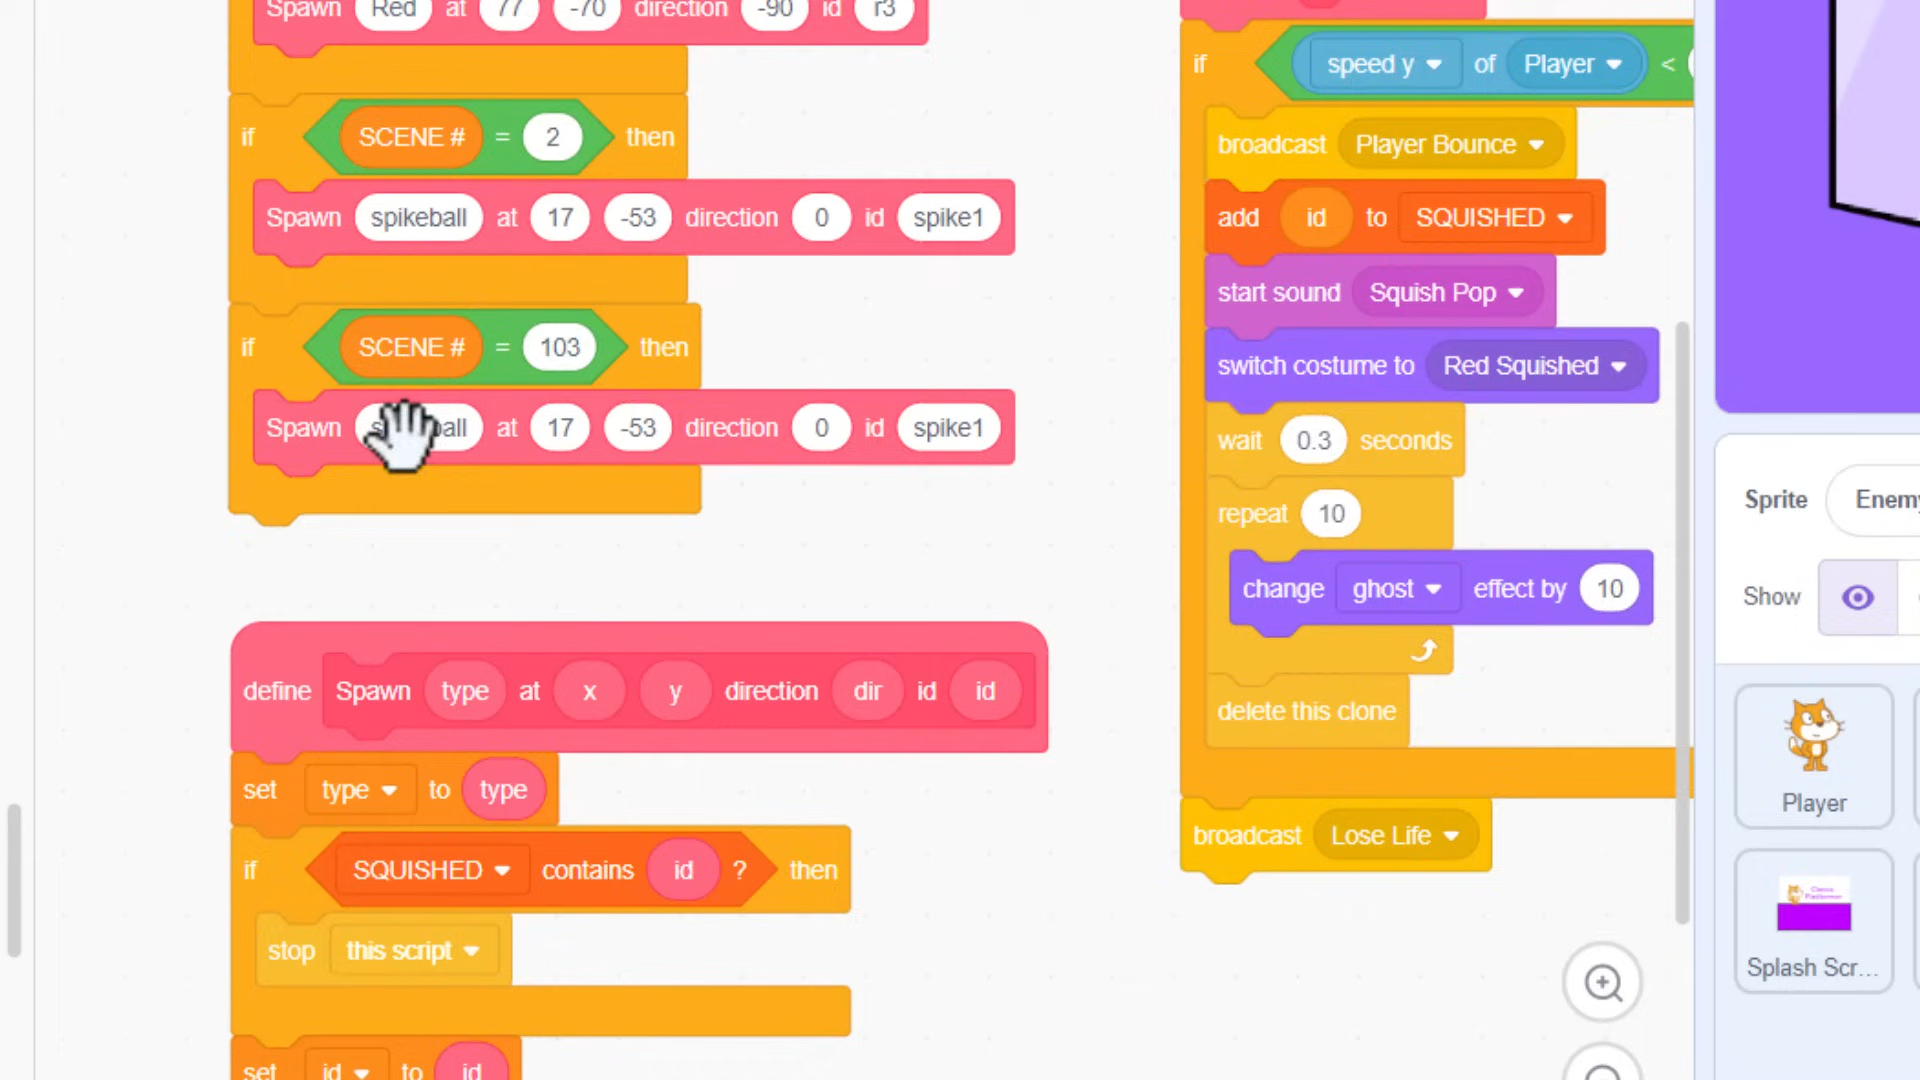 Spawn Red at 77 -70 direction -90 id r3
if SCENE # = 2 then
Spawn spikeball at 17 -53 direction 0 id spike1
if SCENE # = 103 then
Spawn at 17 -53 direction 0 id spike1
define Spawn type at x y direction dir id id
set type to type
if SQUISHED contains id ? then
stop this script
set id to id
if speed y of Player <
broadcast Player Bounce
add id to SQUISHED
start sound Squish Pop
switch costume to Red Squished
wait 0.3 seconds
repeat 10
change ghost effect by 10
delete this clone
broadcast Lose Life
Sprite Enemy
Show
Player
Splash Scr...